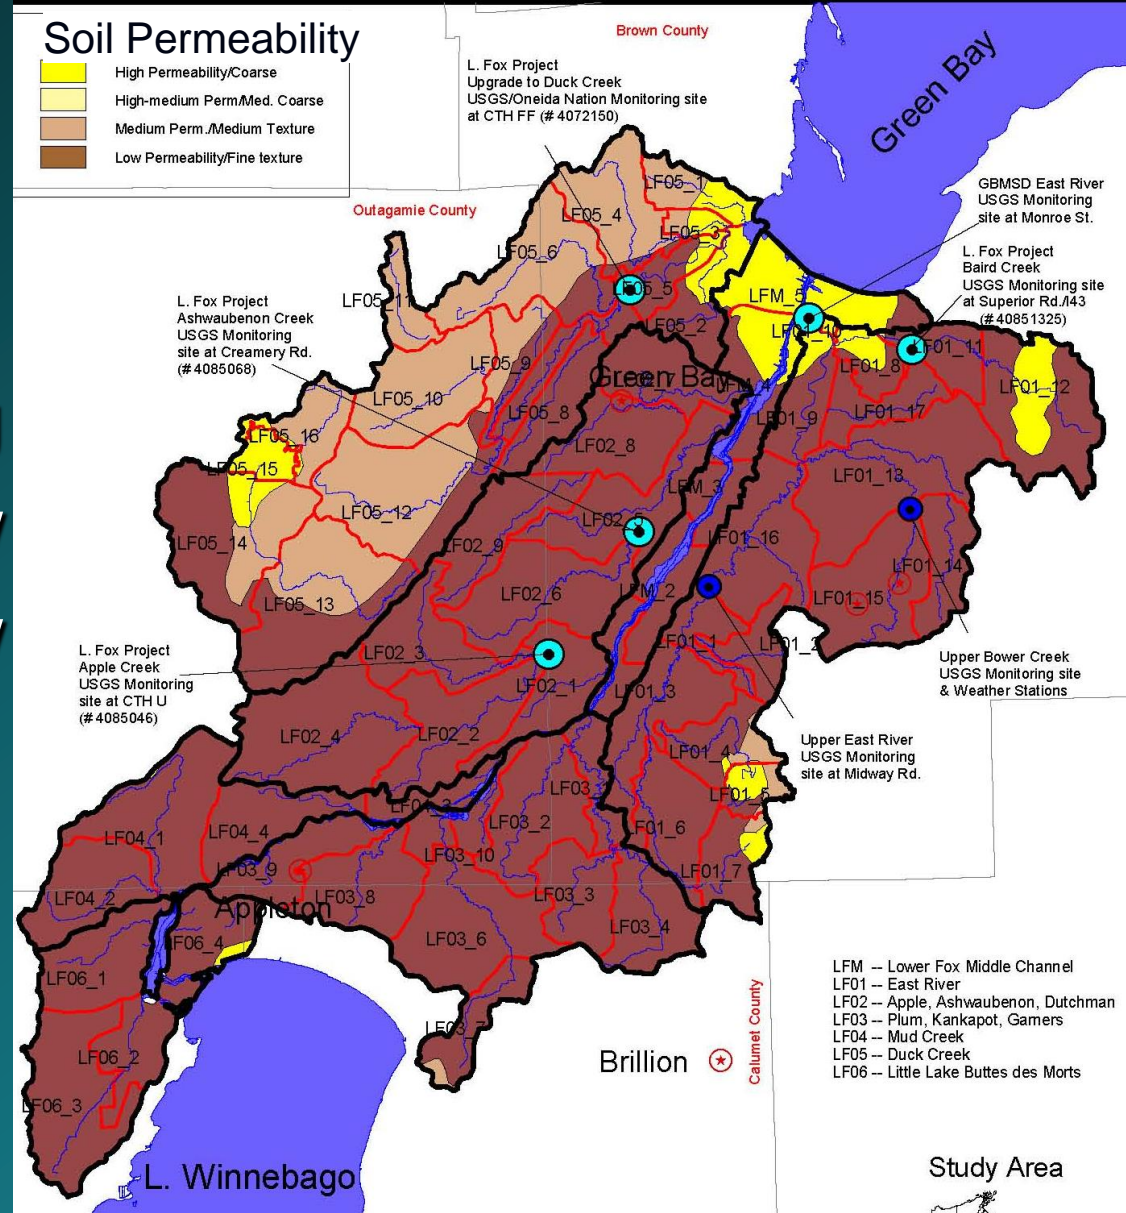 Soil Permeability
High Permeability/Coarse
High-medium Perm/Med. Coarse
Medium Perm./Medium Texture
Low Permeability/Fine texture
Brown County
Green Bay
L. Fox Project
Upgrade to Duck Creek
USGS/Oneida Nation Monitoring site
at CTH FF (# 4072150)
GBMSD East River
USGS Monitoring
site at Monroe St.
Outagamie County
L. Fox Project
Baird Creek
USGS Monitoring site
at Superior Rd./I43
(#40851325)
L. Fox Project
Ashwaubenon Creek
USGS Monitoring
site at Creamery Rd.
(#4085068)
LF05_1
LF05_4
LF05_3
LF05_6
LF05_5
LF05_11
LFM_5
LF05_2
LF01_10
LF01_11
LF01_8
LF01_12
LF05_9
Green Bay
LF05_10
LF05_8
LF01_9
LF01_17
LF05_16
LF02_8
LF05_15
LF01_13
LFM_3
LF05_12
LF02_5
LF05_14
LF02_9
LF01_16
LF01_14
LF02_6
LFM_2
LF05_13
LF01_15
LF02_3
LF01_1
LF01_2
L. Fox Project
Apple Creek
USGS Monitoring
site at CTH U
(#4085046)
Upper Bower Creek
USGS Monitoring site
& Weather Stations
LF02_1
LF01_3
LF02_4
LF02_2
LF01_4
Upper East River
USGS Monitoring
site at Midway Rd.
LF01_5
LF04_1
LF04_4
LF03_2
LF01_6
LF03_10
LF03_9
LF01_7
LF04_2
LF03_8
LF03_3
Appleton
LF03_4
LF06_4
LF03_6
LF06_1
LFM -- Lower Fox Middle Channel
LF01 -- East River
LF02 -- Apple, Ashwaubenon, Dutchman
LF03 -- Plum, Kankapot, Garners
LF04 -- Mud Creek
LF05 -- Duck Creek
LF06 -- Little Lake Buttes des Morts
Calumet County
LF03_7
LF06_2
Brillion
LF06_3
L. Winnebago
Study Area